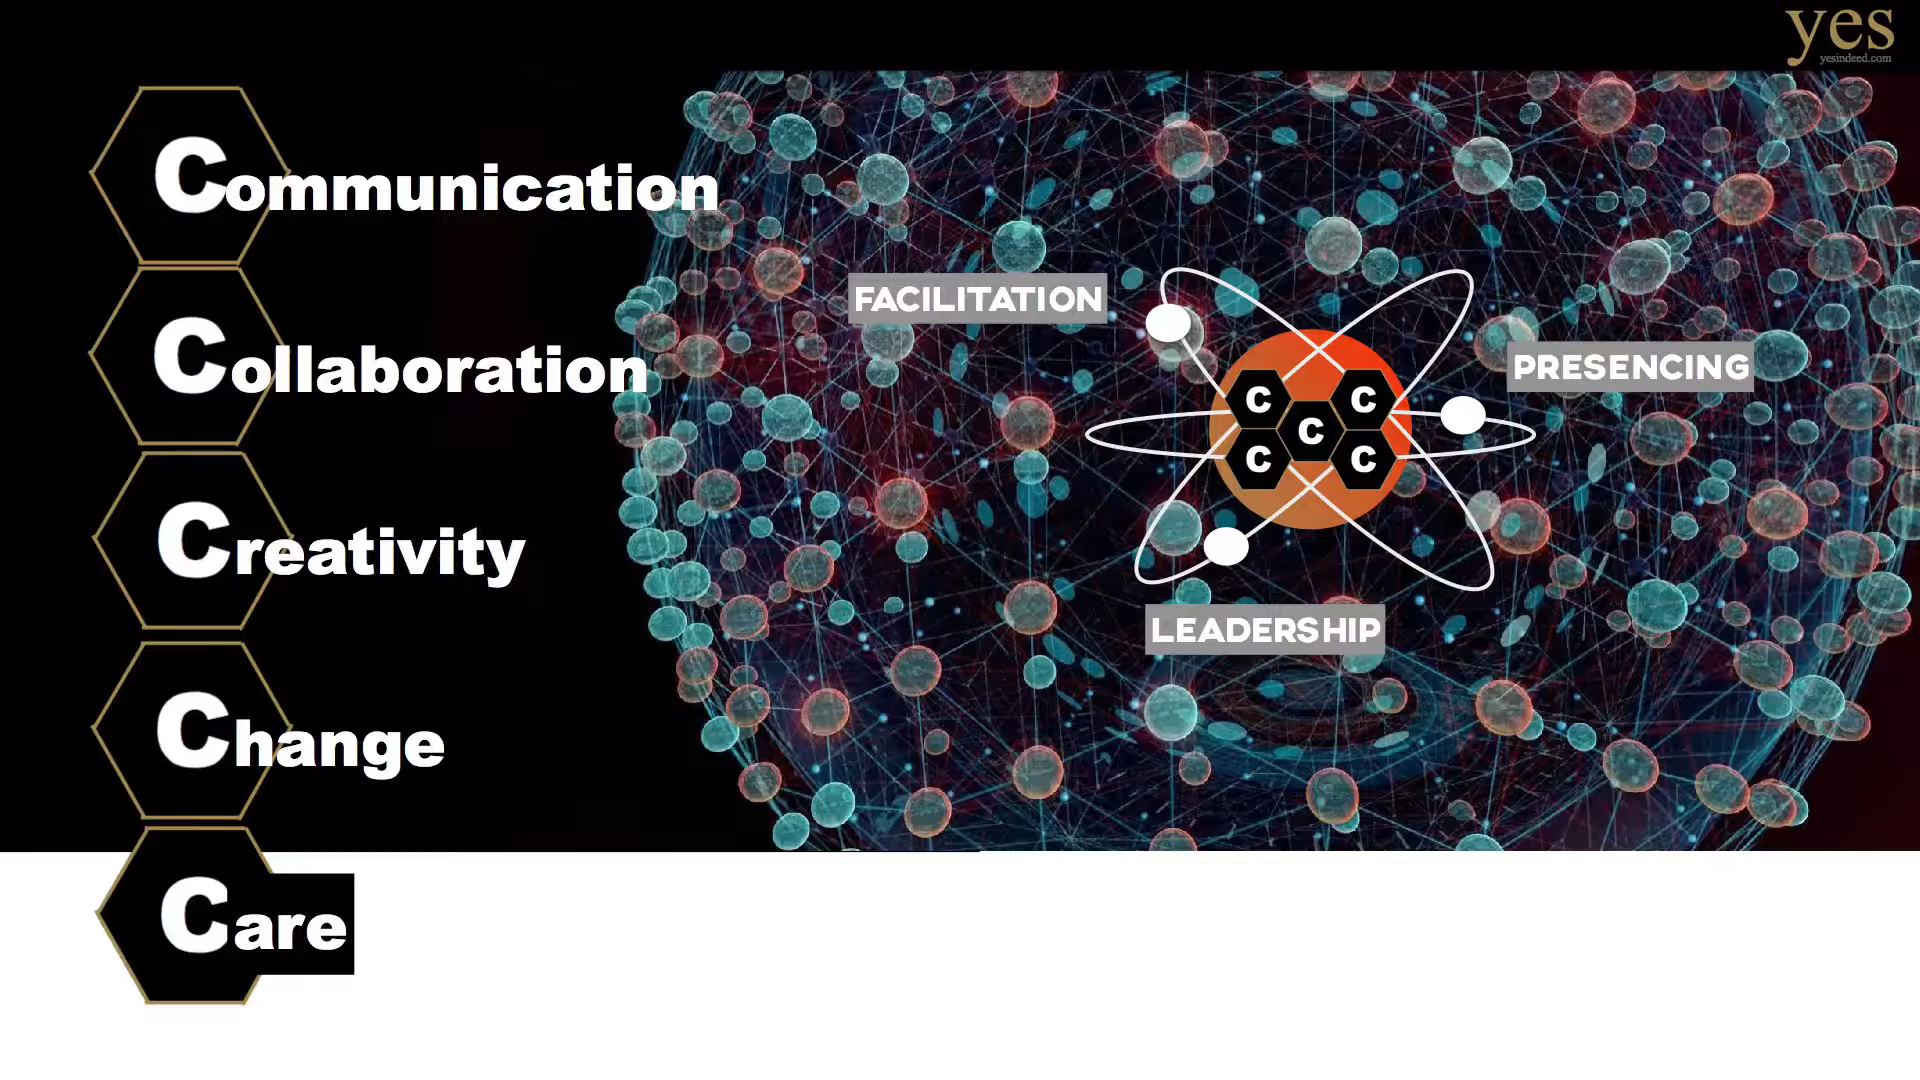 yes
yesindeed.com
Communication
Collaboration
Creativity
Change
Care
FACILITATION
PRESENCING
C C
C
C C
LEADERSHIP